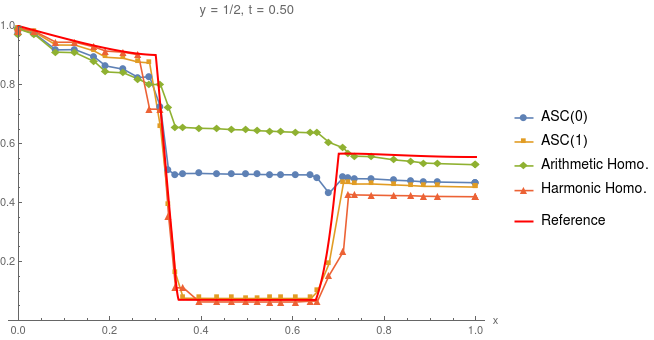 y = 1/2, t = 0.50
1.0
0.8
0.6
0.4
0.2
0.0
0.2
0.4
0.6
0.8
1.0
x
ASC(0)
ASC(1)
Arithmetic Homo.
Harmonic Homo.
Reference